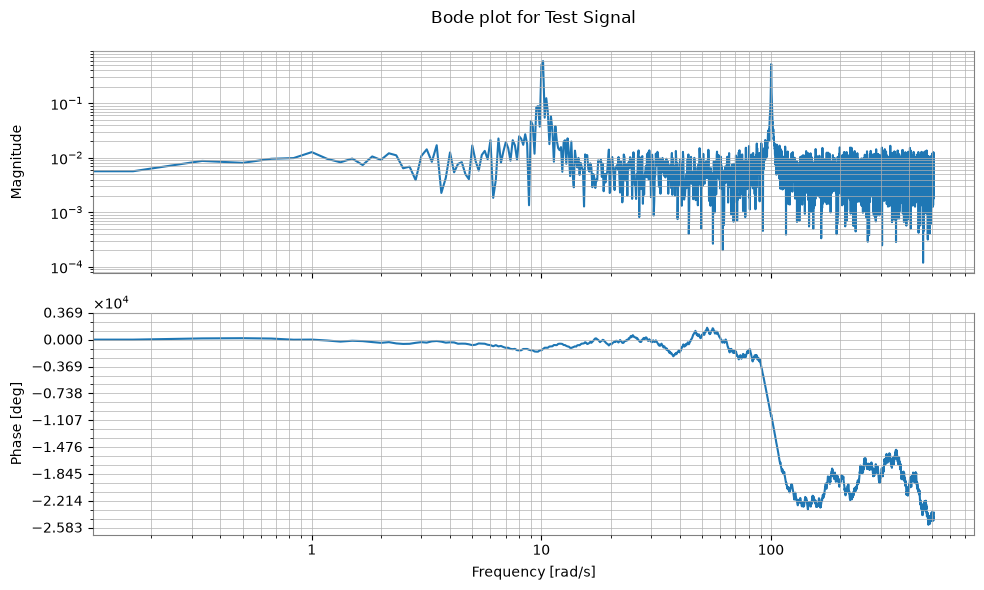 Bode plot for Test Signal
Magnitude
10⁻¹
10⁻²
10⁻³
10⁻⁴
×10⁴
Phase [deg]
0.369
0.000
−0.369
−0.738
−1.107
−1.476
−1.845
−2.214
−2.583
1 10 100
Frequency [rad/s]